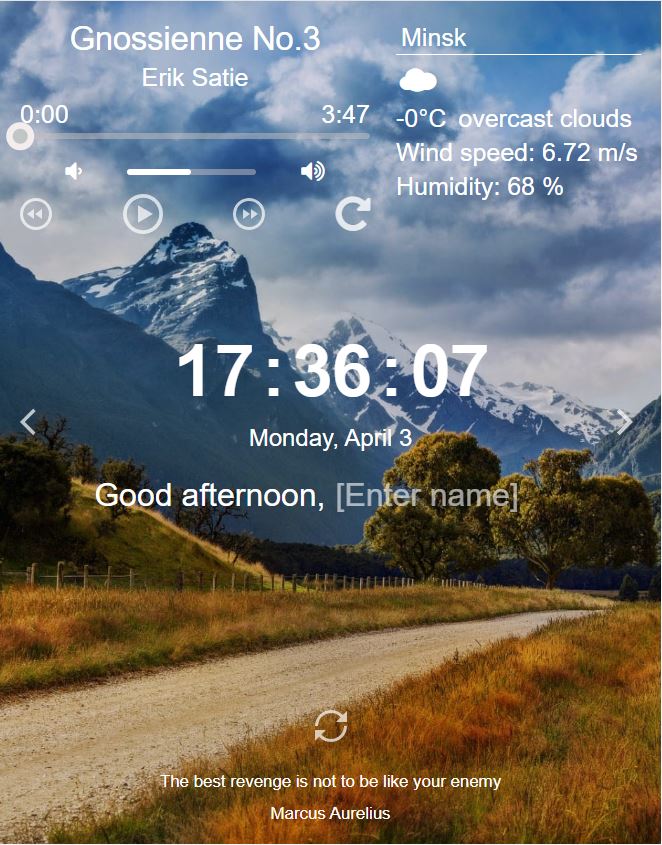 Gnossienne No.3
Erik Satie
0:00
3:47
Minsk
-0°C overcast clouds
Wind speed: 6.72 m/s
Humidity: 68 %
17:36:07
Monday, April 3
Good afternoon, [Enter name]
The best revenge is not to be like your enemy
Marcus Aurelius